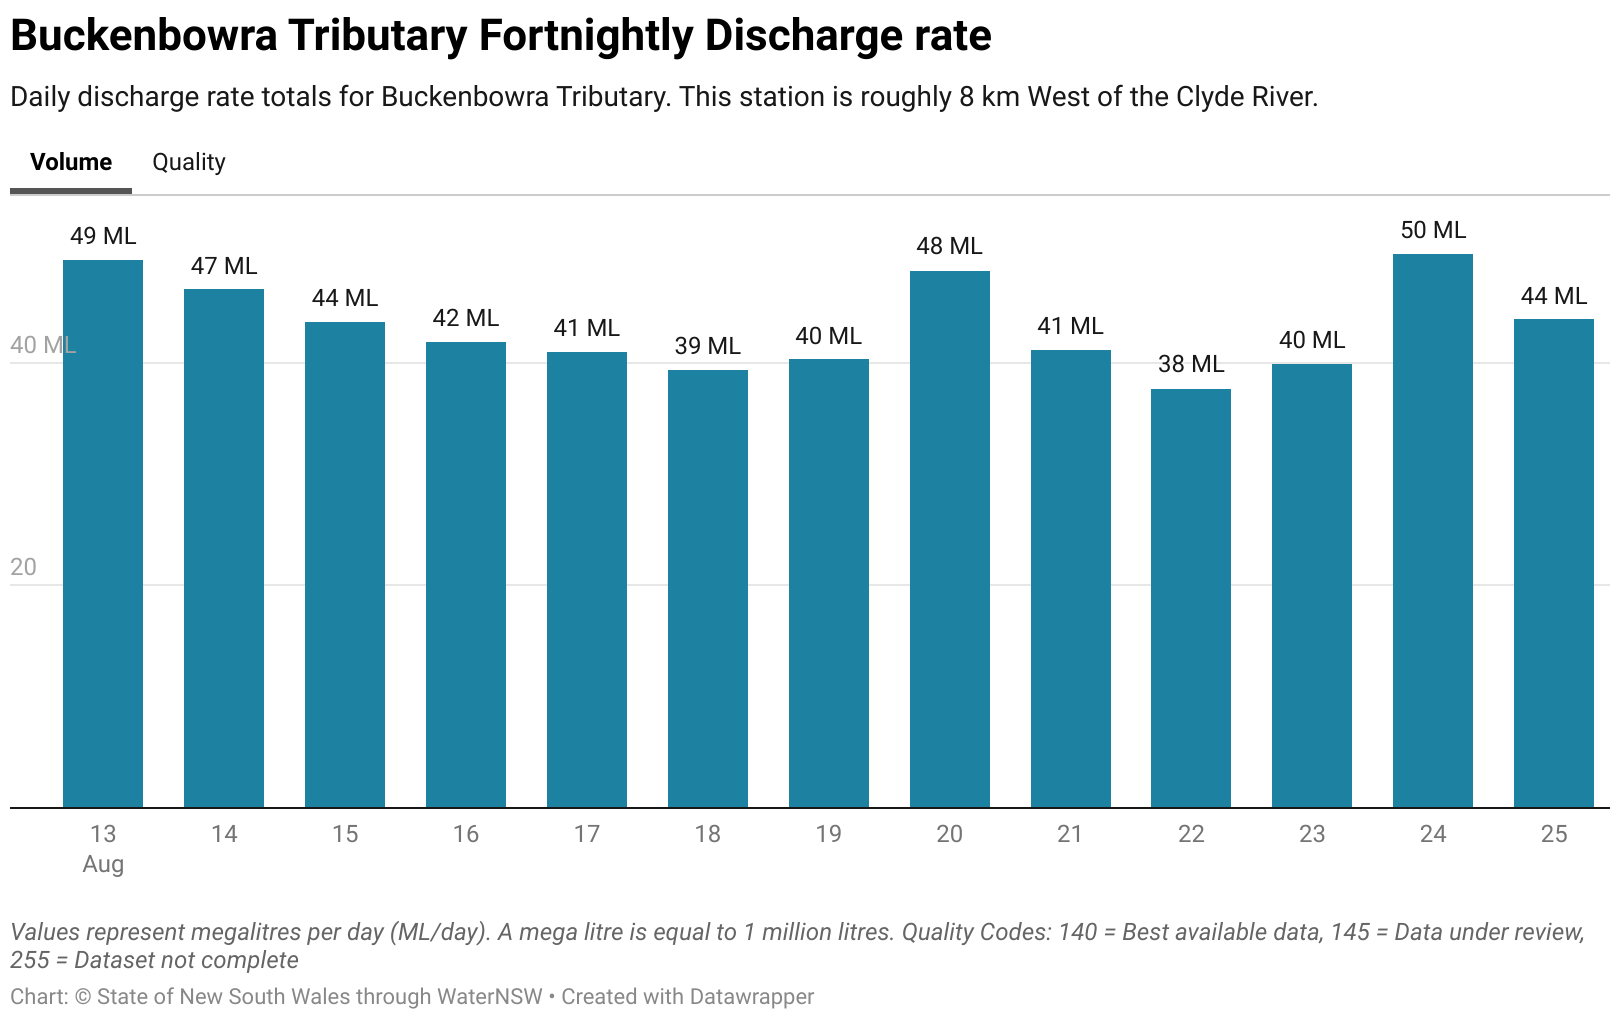 Buckenbowra Tributary Fortnightly Discharge rate
Daily discharge rate totals for Buckenbowra Tributary. This station is roughly 8 km West of the Clyde River.
Volume Quality
49 ML 47 ML 44 ML 42 ML 41 ML 39 ML 40 ML 48 ML 41 ML 38 ML 40 ML 50 ML 44 ML
40 ML
20
13 14 15 16 17 18 19 20 21 22 23 24 25
Aug
Values represent megalitres per day (ML/day). A mega litre is equal to 1 million litres. Quality Codes: 140 = Best available data, 145 = Data under review,
255 = Dataset not complete
Chart: © State of New South Wales through WaterNSW • Created with Datawrapper